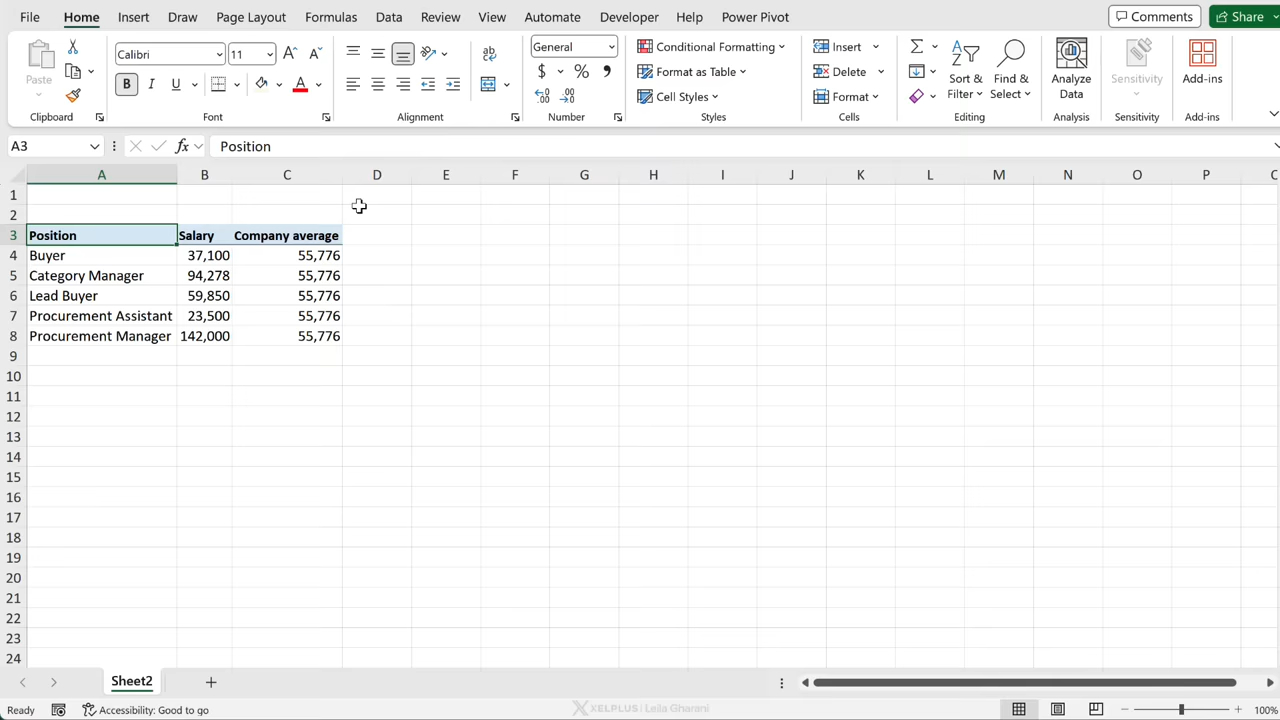 File Home Insert Draw Page Layout Formulas Data Review View Automate Developer Help Power Pivot Comments Share
Paste
Clipboard
Calibri 11
B I U
Font
ab
Alignment
General
$ % ,
Number
Conditional Formatting
Format as Table
Cell Styles
Styles
Insert
Delete
Format
Cells
Sort & Filter
Find & Select
Editing
Analyze Data
Analysis
Sensitivity
Sensitivity
Add-ins
Add-ins
A3 fx Position
A B C D E F G H I J K L M N O P
1
2
3 Position Salary Company average
4 Buyer 37,100 55,776
5 Category Manager 94,278 55,776
6 Lead Buyer 59,850 55,776
7 Procurement Assistant 23,500 55,776
8 Procurement Manager 142,000 55,776
9
10
11
12
13
14
15
16
17
18
19
20
21
22
23
24
Sheet2
Ready Accessibility: Good to go XELPLUS | Leila Gharani 100%